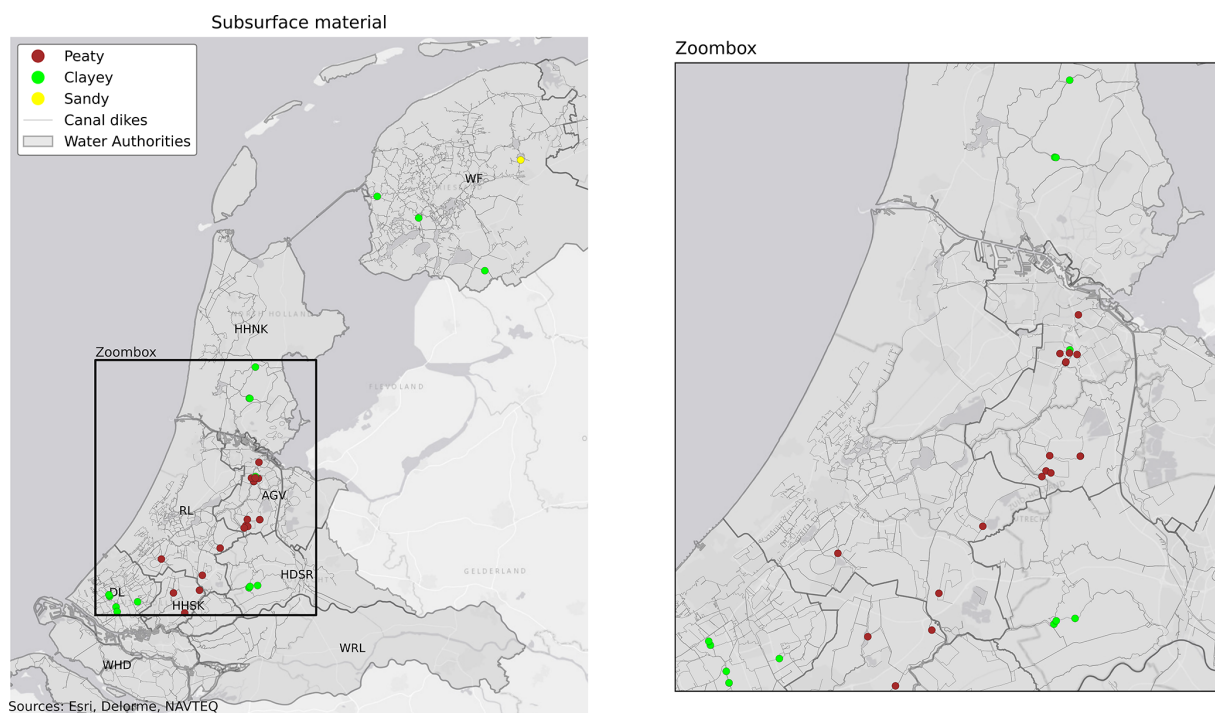 Subsurface material
Peaty
Clayey
Sandy
Canal dikes
Water Authorities
WF
HHNK
Zoombox
FLEVOLAND
AGV
RL
HDSR
GELDERLAND
DL
HHSK
WRL
WHD
Sources: Esri, Delorme, NAVTEQ
Zoombox